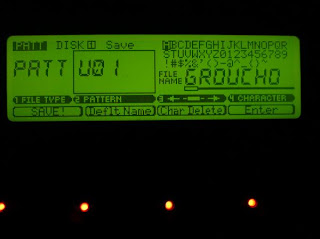 PATT DISK Save
ABCDEFGHIJKLMNOPQR
STUVWXYZ0123456789
PATT U01
FILE NAME GROUCHO
1 FILE TYPE 2 PATTERN 3 4 CHARACTER
SAVE! Deflt Name Char Delete Enter